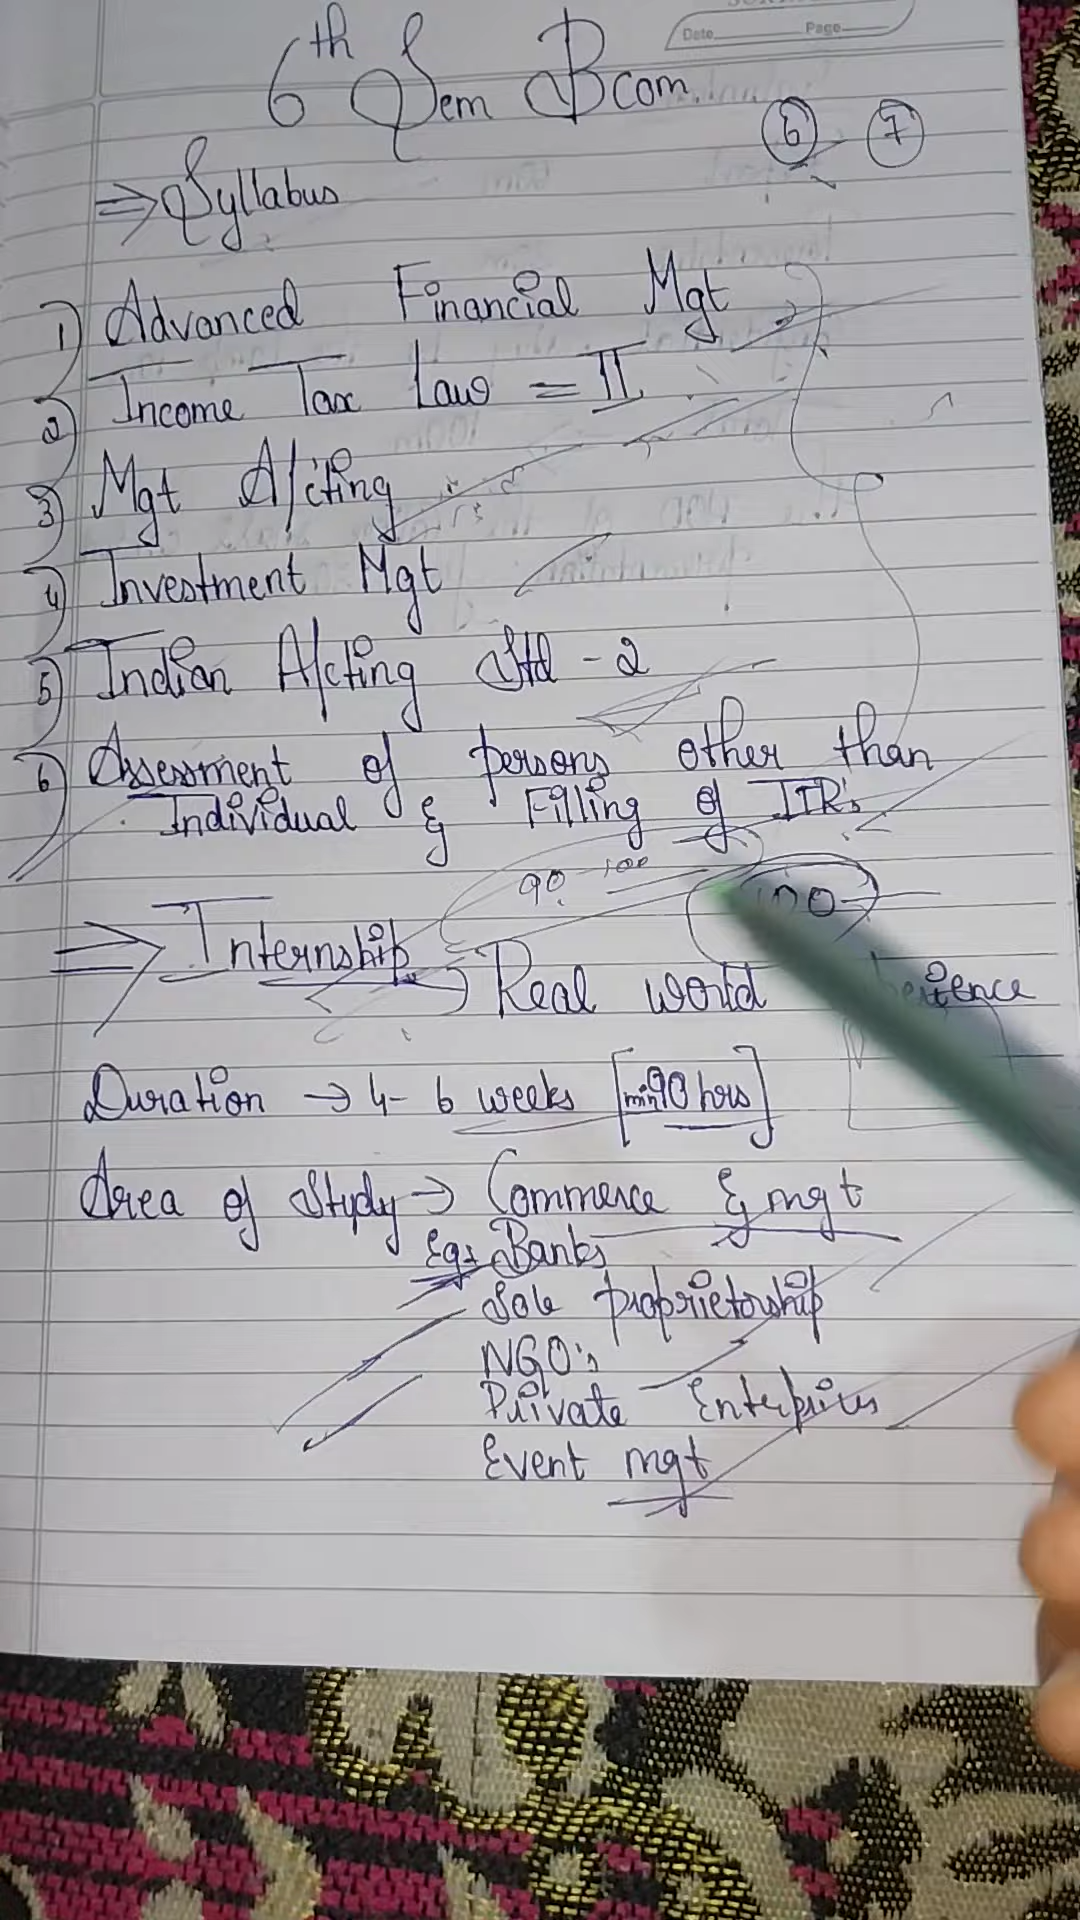 Date Page
6th Sem Bcom
6 7
⇒ Syllabus
1) Advanced Financial Mgt
2) Income Tax Law = II
3) Mgt A/cting
4) Investment Mgt
5) Indian A/cting Std - 2
6) Assessment of persons other than
Individual & Filling of ITR's
90 100
⇒ Internship
→ Real world
Duration → 4- 6 weeks [min 90 hrs]
Area of Study → Commerce & mgt
Eg: Banks
Sole proprietorship
NGO's
Private Enterprises
Event mgt